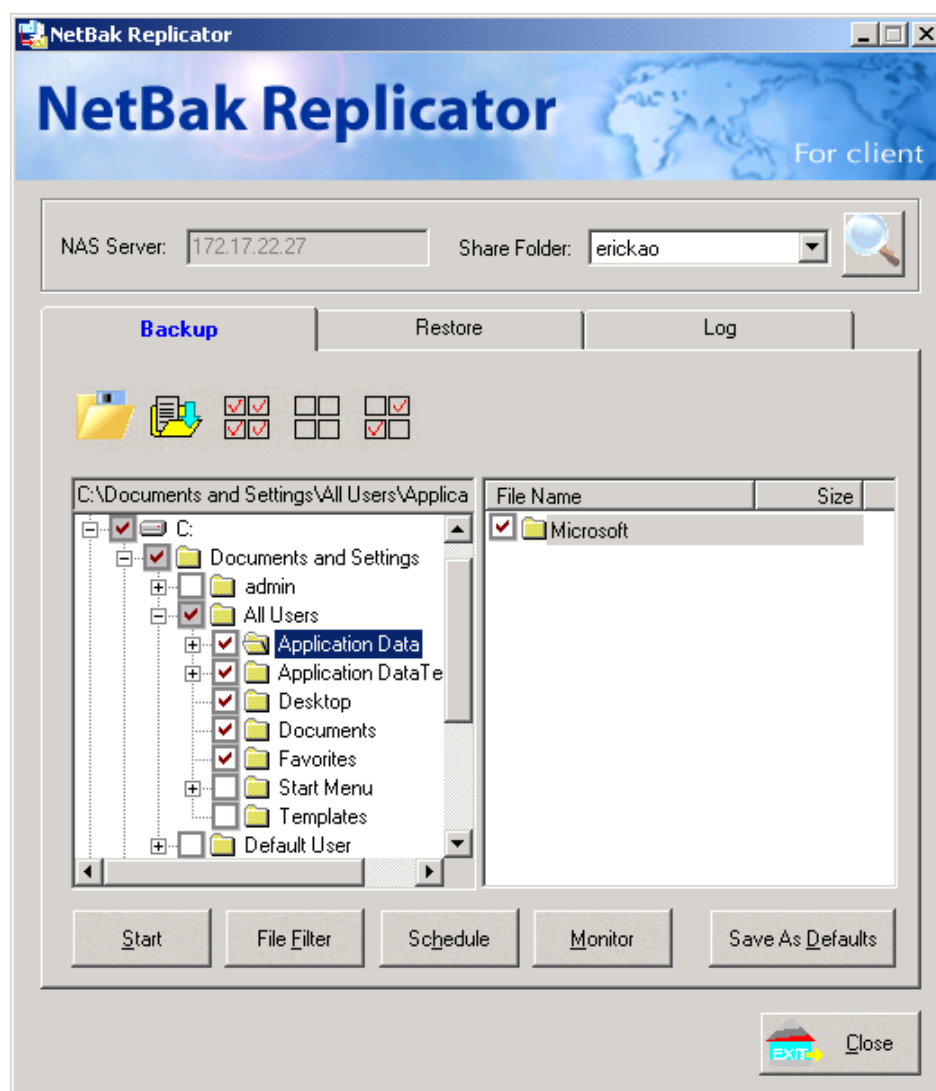 NetBak Replicator
NetBak Replicator
For client
NAS Server: 172.17.22.27 Share Folder: erickao
Backup Restore Log
C:\Documents and Settings\All Users\Applica
File Name Size
C:
Microsoft
Documents and Settings
admin
All Users
Application Data
Application DataTe
Desktop
Documents
Favorites
Start Menu
Templates
Default User
Start File Filter Schedule Monitor Save As Defaults
EXIT Close